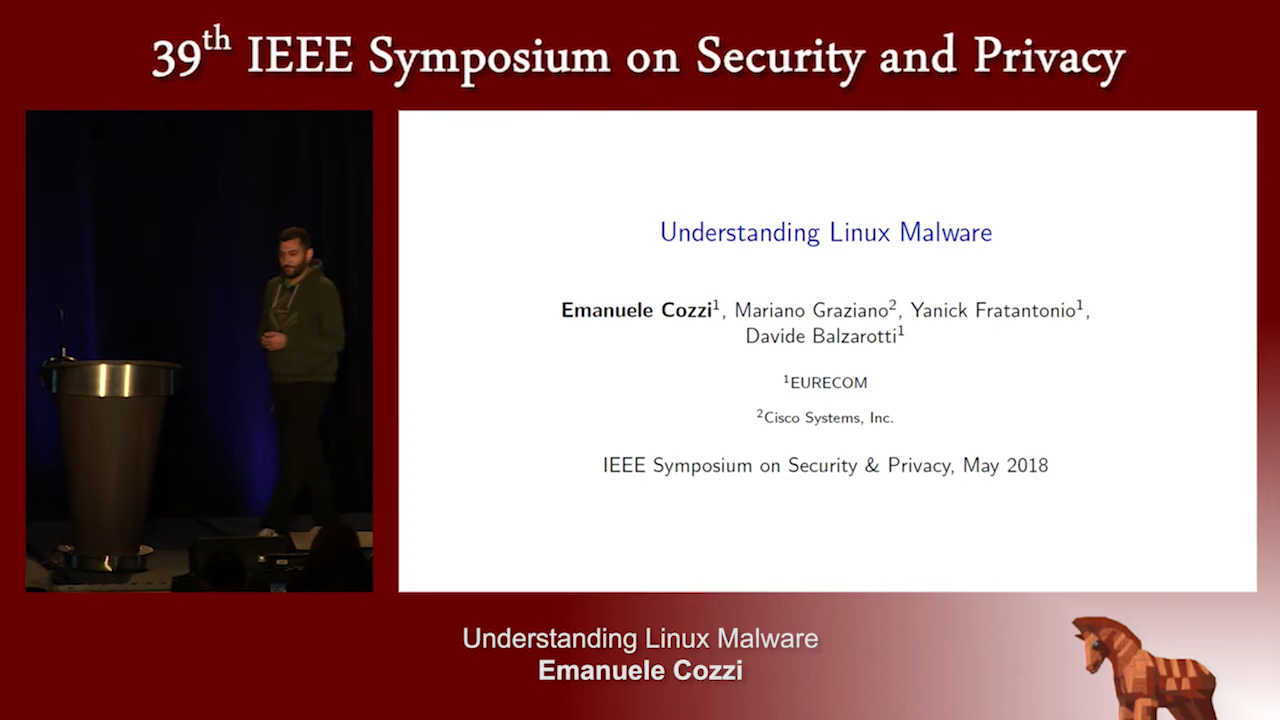 39th IEEE Symposium on Security and Privacy
Understanding Linux Malware
Emanuele Cozzi1, Mariano Graziano2, Yanick Fratantonio1,
Davide Balzarotti1
1EURECOM
2Cisco Systems, Inc.
IEEE Symposium on Security & Privacy, May 2018
Understanding Linux Malware
Emanuele Cozzi